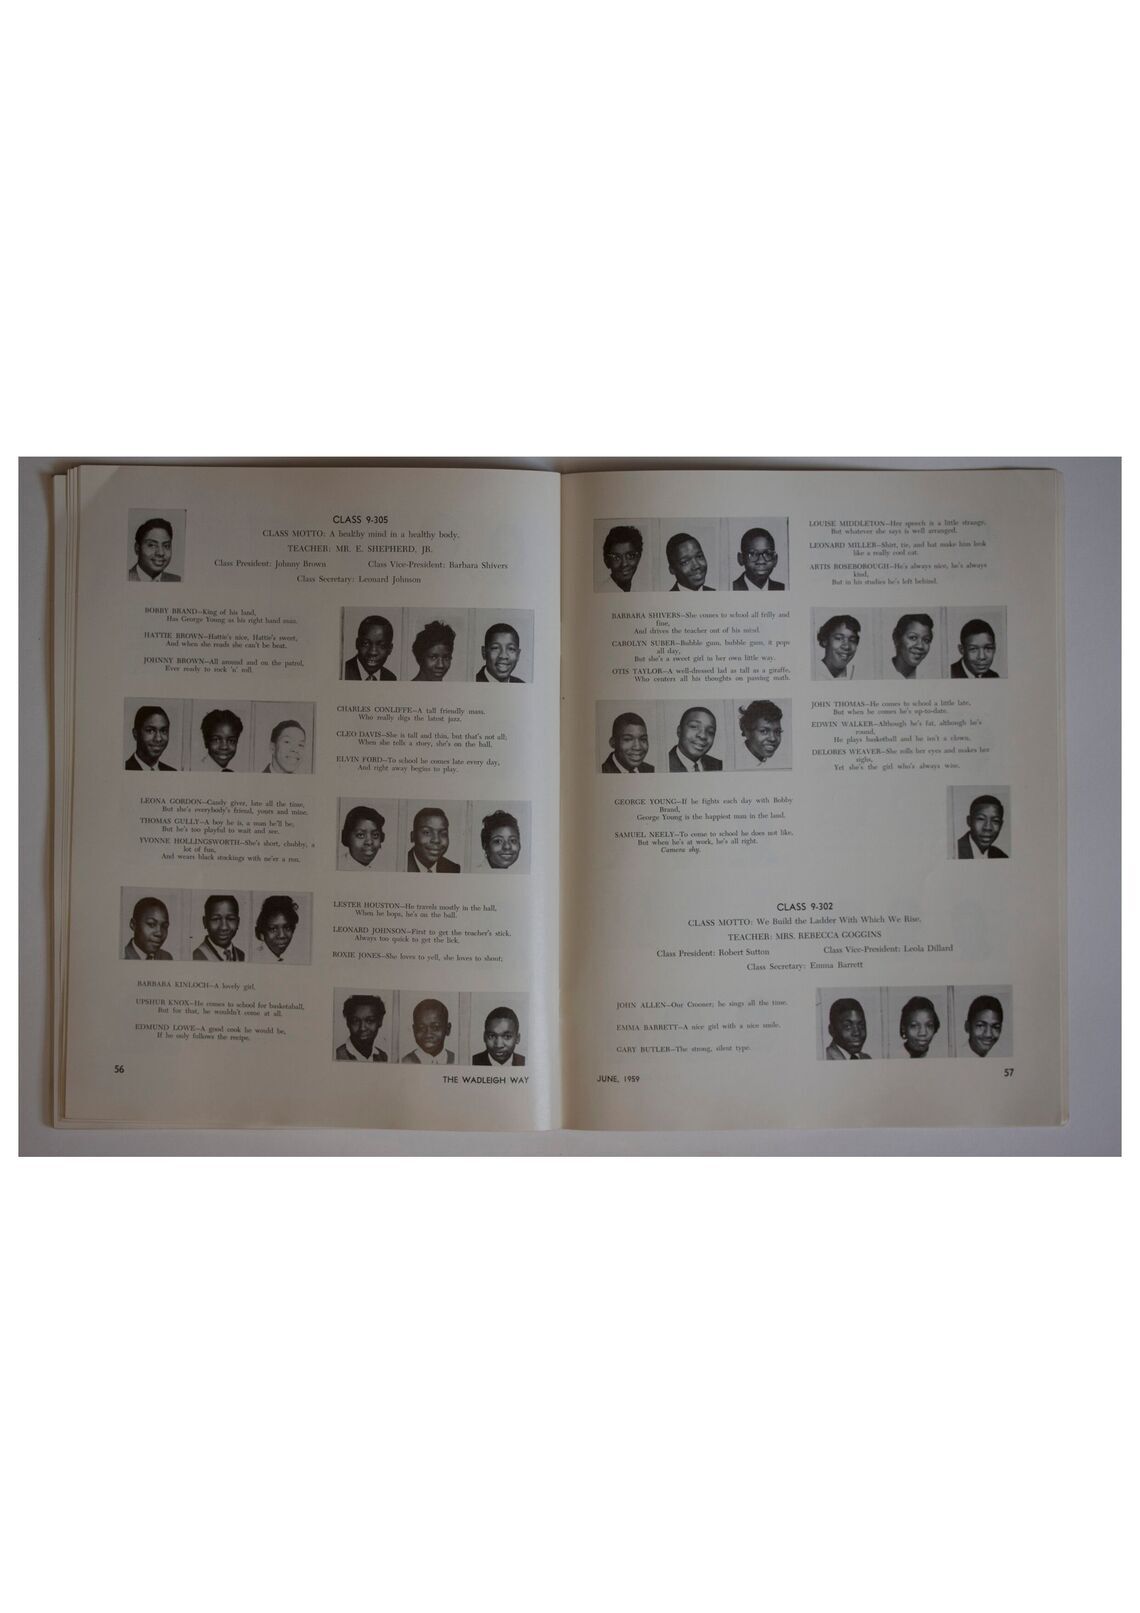 CLASS 9-305
CLASS MOTTO: A healthy mind in a healthy body.
TEACHER: MR. E. SHEPHERD, JR.
Class President: Johnny Brown Class Vice-President: Barbara Shivers
Class Secretary: Leonard Johnson
BOBBY BRAND—King of his land,
Has George Young as his right hand man.
HATTIE BROWN—Hattie's nice, Hattie's sweet,
And when she reads she can't be beat.
JOHNNY BROWN—All around and on the patrol,
Ever ready to rock 'n' roll.
CHARLES CONLIFFE—A tall friendly mass.
Who really digs the latest jazz.
CLEO DAVIS—She is tall and thin, but that's not all;
When she tells a story, she's on the ball.
ELVIN FORD—To school he comes late every day,
And right away begins to play.
LEONA GORDON—Candy giver, late all the time,
But she's everybody's friend, yours and mine.
THOMAS GULLY—A boy he is, a man he'll be;
But he's too playful to wait and see.
YVONNE HOLLINGSWORTH—She's short, chubby, a
lot of fun,
And wears black stockings with ne'er a run.
LESTER HOUSTON—He travels mostly in the hall,
When he bops, he's on the ball.
LEONARD JOHNSON—First to get the teacher's stick.
Always too quick to get the lick.
ROXIE JONES—She loves to yell, she loves to shout;
BARBARA KINLOCH—A lovely girl.
UPSHUR KNOX—He comes to school for basketball,
But for that, he wouldn't come at all.
EDMUND LOWE—A good cook he would be,
If he only follows the recipe.
56
THE WADLEIGH WAY
LOUISE MIDDLETON—Her speech is a little strange,
But whatever she says is well arranged.
LEONARD MILLER—Shirt, tie, and hat make him look
like a really cool cat.
ARTIS ROSEBOROUGH—He's always nice, he's always
kind,
But in his studies he's left behind.
BARBARA SHIVERS—She comes to school all frilly and
fine,
And drives the teacher out of his mind.
CAROLYN SUBER—Bubble gum, bubble gum, it pops
all day,
But she's a sweet girl in her own little way.
OTIS TAYLOR—A well-dressed lad as tall as a giraffe,
Who centers all his thoughts on passing math.
JOHN THOMAS—He comes to school a little late,
But when he comes he's up-to-date.
EDWIN WALKER—Although he's fat, although he's
round,
He plays basketball and he isn't a clown.
DELORES WEAVER—She rolls her eyes and makes her
sighs,
Yet she's the girl who's always wise.
GEORGE YOUNG—If he fights each day with Bobby
Brand,
George Young is the happiest man in the land.
SAMUEL NEELY—To come to school he does not like,
But when he's at work, he's all right.
Camera shy.
CLASS 9-302
CLASS MOTTO: We Build the Ladder With Which We Rise.
TEACHER: MRS. REBECCA GOGGINS
Class President: Robert Sutton Class Vice-President: Leola Dillard
Class Secretary: Emma Barrett
JOHN ALLEN—Our Crooner; he sings all the time.
EMMA BARRETT—A nice girl with a nice smile.
GARY BUTLER—The strong, silent type.
JUNE, 1959
57